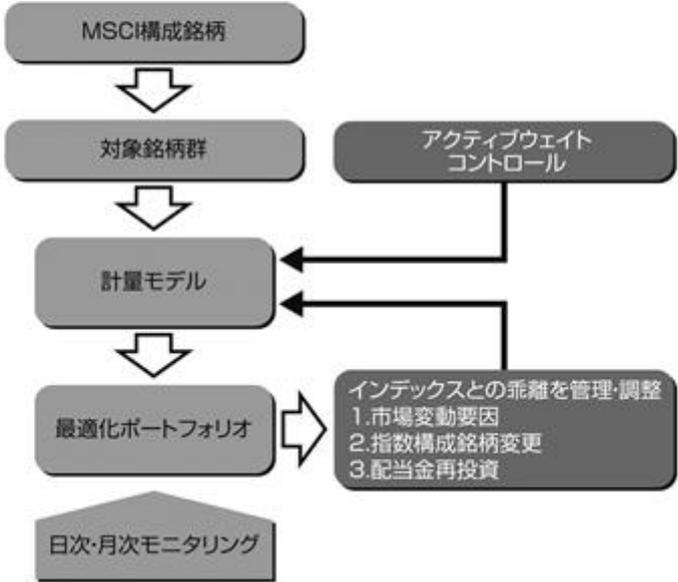 MSCI構成銘柄
対象銘柄群
アクティブウェイト
コントロール
計量モデル
最適化ポートフォリオ
インデックスとの乖離を管理・調整
1.市場変動要因
2.指数構成銘柄変更
3.配当金再投資
日次・月次モニタリング